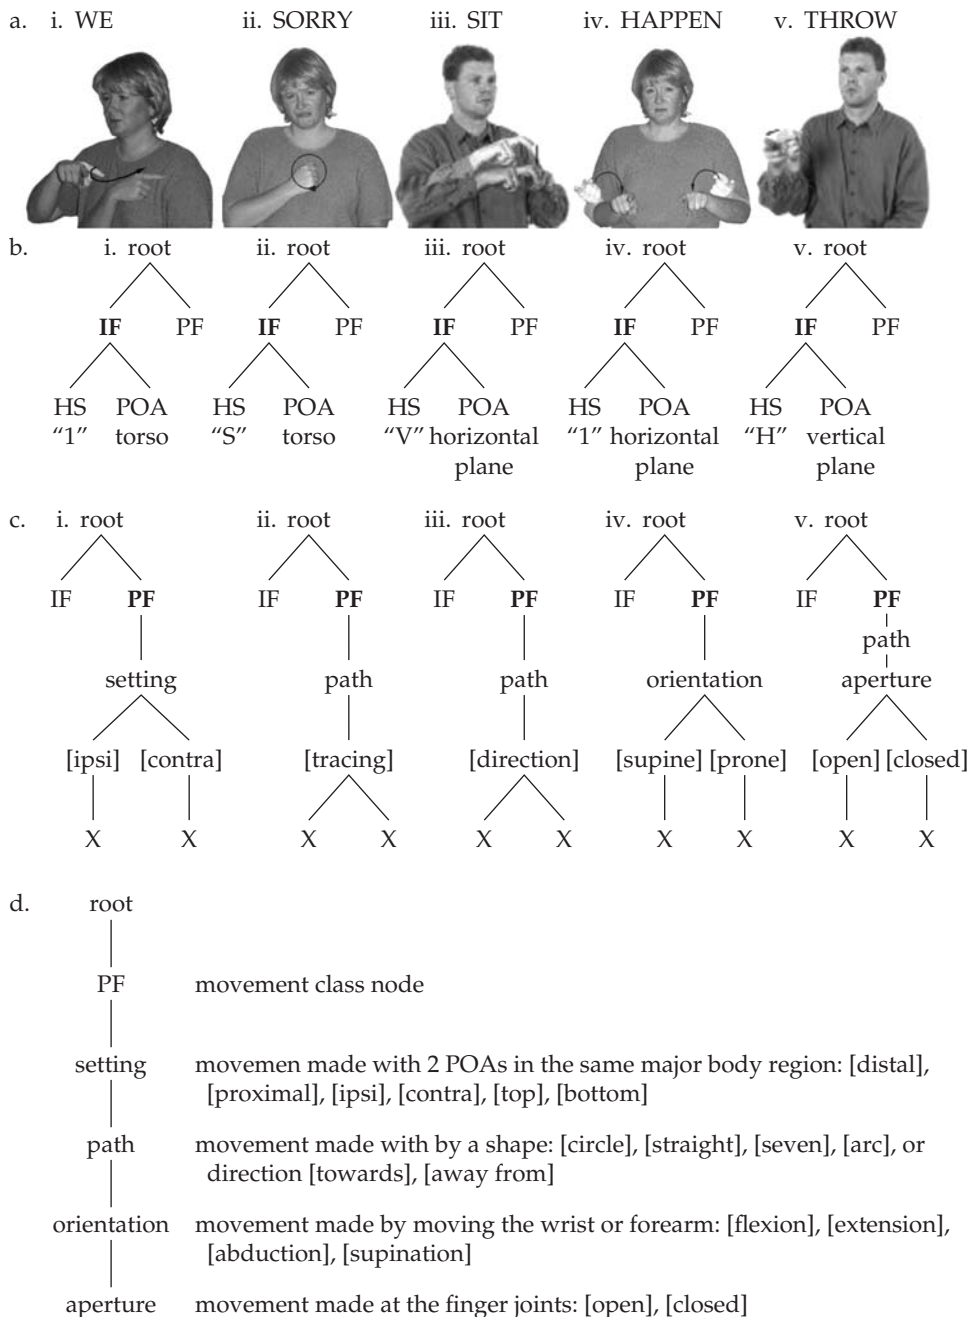 a. i. WE ii. SORRY iii. SIT iv. HAPPEN v. THROW
b. i. root ii. root iii. root iv. root v. root
IF PF IF PF IF PF IF PF IF PF
HS POA HS POA HS POA HS POA HS POA
“1” torso “S” torso “V” horizontal “1” horizontal “H” vertical
plane plane plane
c. i. root ii. root iii. root iv. root v. root
IF PF IF PF IF PF IF PF IF PF
path
setting path path orientation aperture
[ipsi] [contra] [tracing] [direction] [supine] [prone] [open] [closed]
X X X X X X X X X X
d. root
PF movement class node
setting movemen made with 2 POAs in the same major body region: [distal],
[proximal], [ipsi], [contra], [top], [bottom]
path movement made with by a shape: [circle], [straight], [seven], [arc], or
direction [towards], [away from]
orientation movement made by moving the wrist or forearm: [flexion], [extension],
[abduction], [supination]
aperture movement made at the finger joints: [open], [closed]